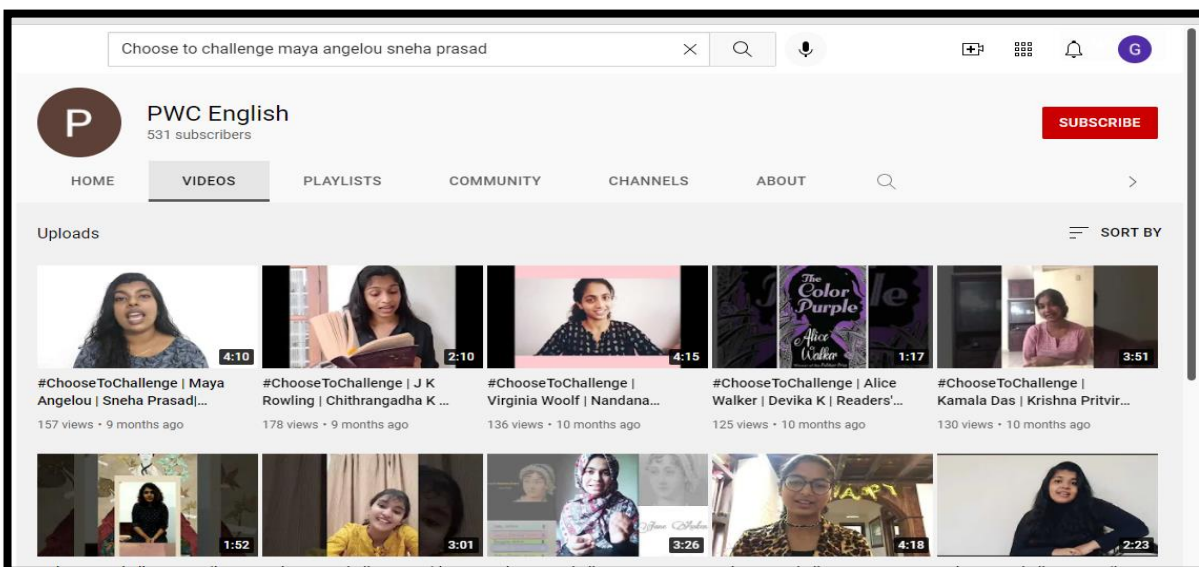 Choose to challenge maya angelou sneha prasad
G
P
PWC English
531 subscribers
SUBSCRIBE
HOME VIDEOS PLAYLISTS COMMUNITY CHANNELS ABOUT
Uploads
SORT BY
The Color Purple
Alice Walker
4:10 2:10 4:15 1:17 3:51
#ChooseToChallenge | Maya
Angelou | Sneha Prasad|...
157 views • 9 months ago
#ChooseToChallenge | J K
Rowling | Chithrangadha K ...
178 views • 9 months ago
#ChooseToChallenge |
Virginia Woolf | Nandana...
136 views • 10 months ago
#ChooseToChallenge | Alice
Walker | Devika K | Readers'...
125 views • 10 months ago
#ChooseToChallenge |
Kamala Das | Krishna Pritvir...
130 views • 10 months ago
1:52 3:01 3:26 4:18 2:23